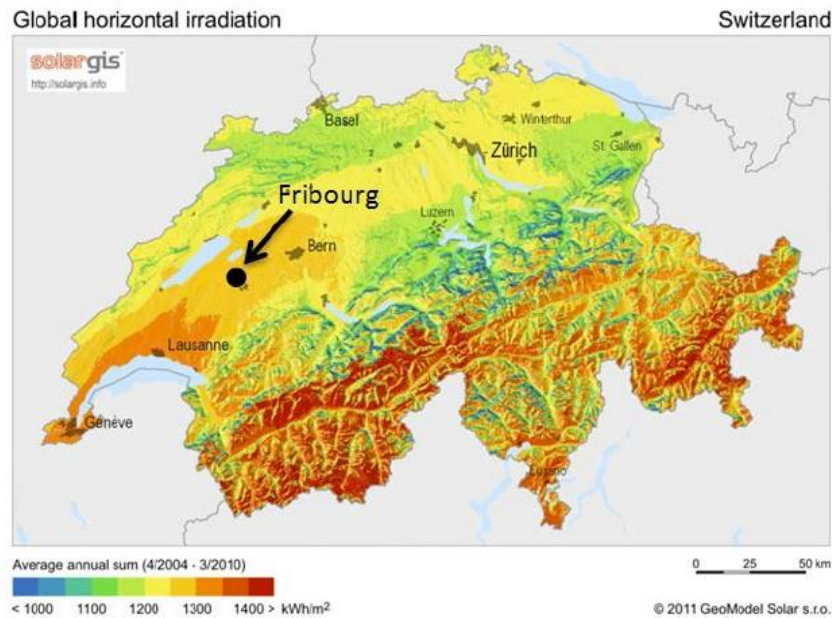 Global horizontal irradiation
Switzerland
solargis
http://solargis.info
Basel
Winterthur
Zürich
St. Gallen
Fribourg
Luzern
Bern
Lausanne
Genève
Lugano
Average annual sum (4/2004 - 3/2010)
0 25 50 km
< 1000 1100 1200 1300 1400 > kWh/m²
© 2011 GeoModel Solar s.r.o.